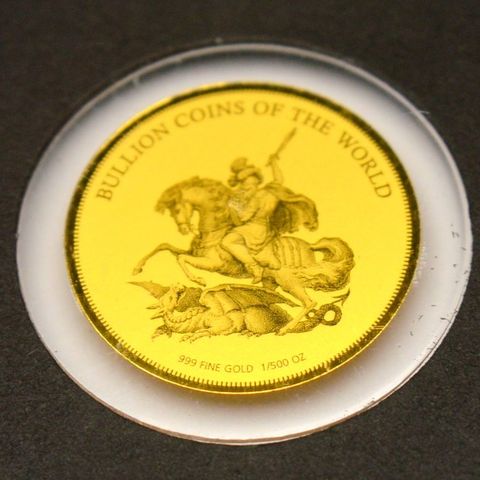 BULLION COINS OF THE WORLD
999 FINE GOLD 1/500 OZ